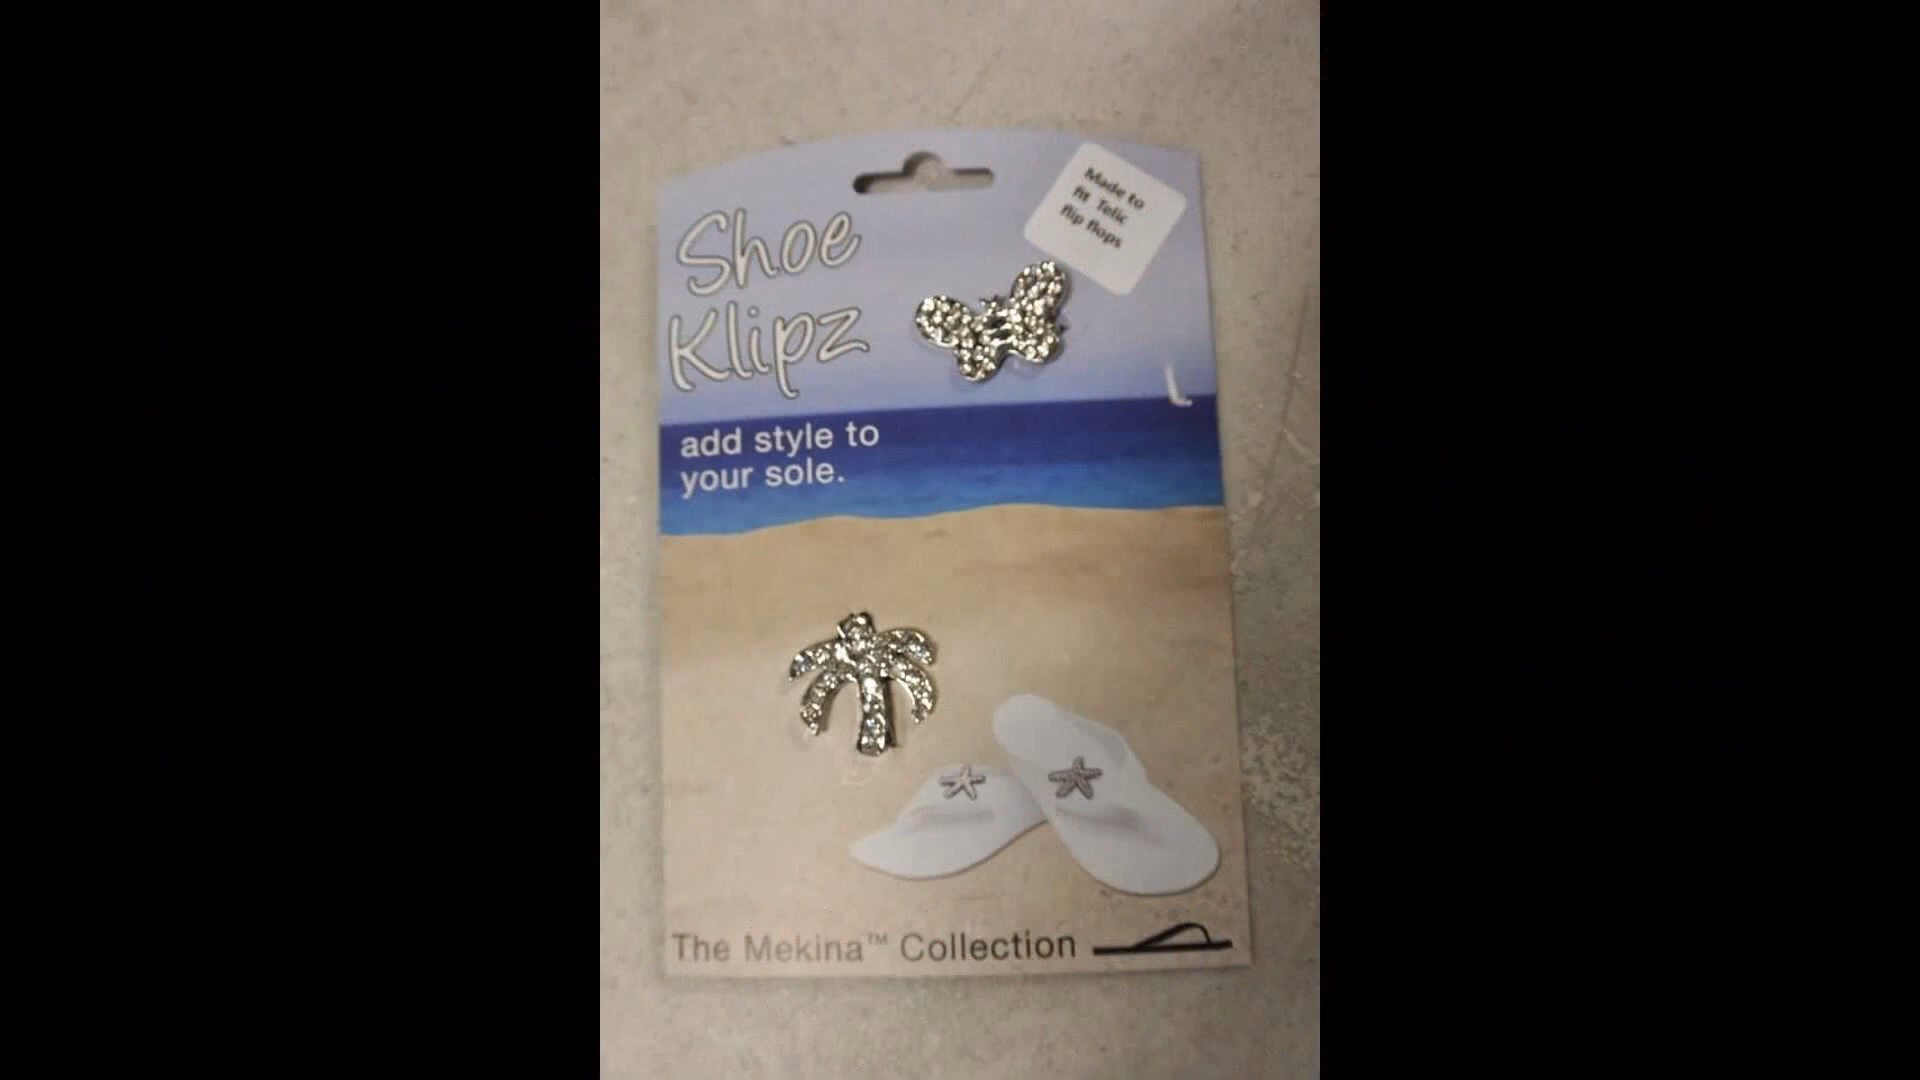 Made to
fit Telic
flip flops
Shoe
Klipz
add style to
your sole.
The Mekina™ Collection